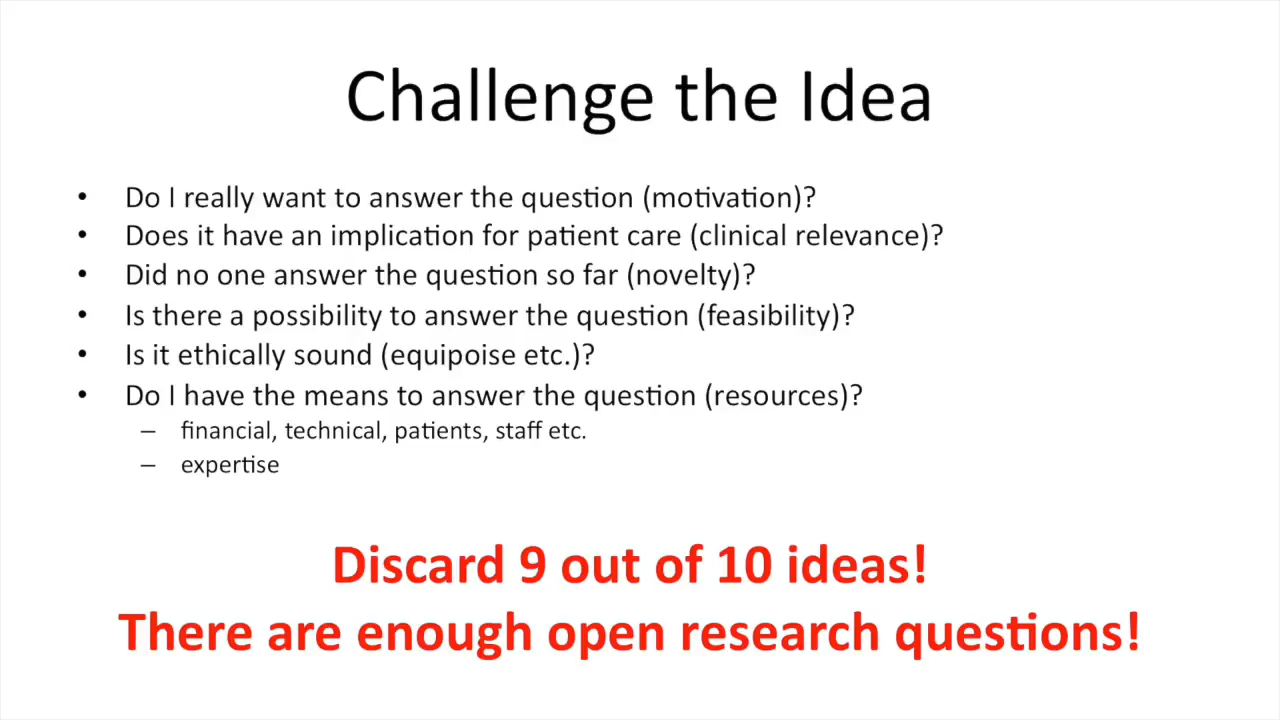 Challenge the Idea
• Do I really want to answer the question (motivation)?
• Does it have an implication for patient care (clinical relevance)?
• Did no one answer the question so far (novelty)?
• Is there a possibility to answer the question (feasibility)?
• Is it ethically sound (equipoise etc.)?
• Do I have the means to answer the question (resources)?
– financial, technical, patients, staff etc.
– expertise
Discard 9 out of 10 ideas!
There are enough open research questions!